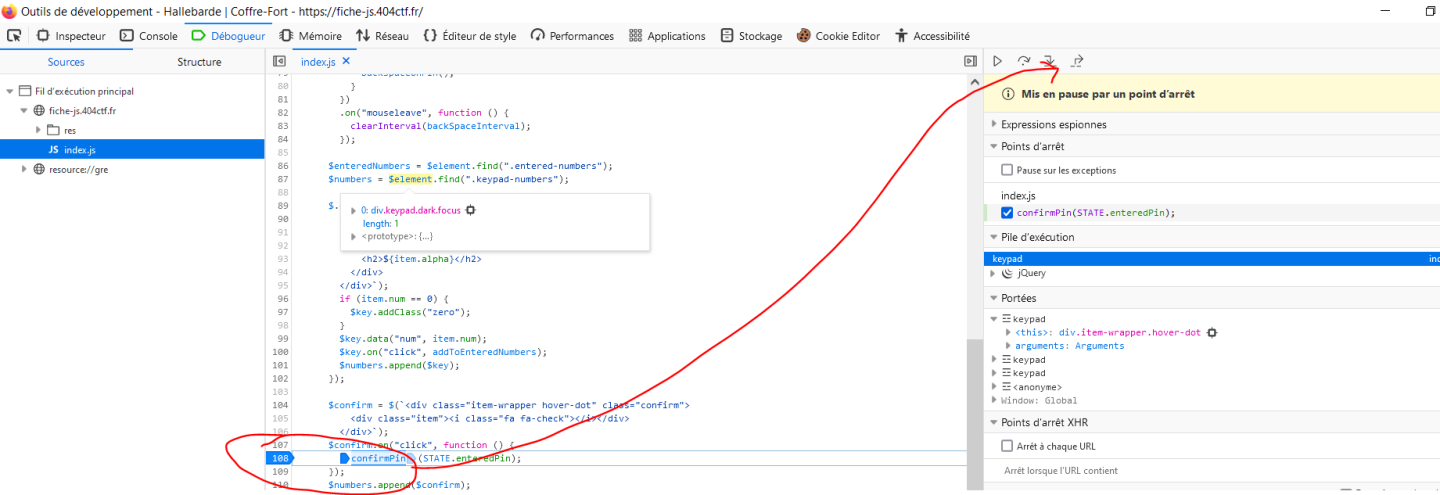 Outils de développement - Hallebarde | Coffre-Fort - https://fiche-js.404ctf.fr/
Inspecteur Console Débogueur Mémoire Réseau Éditeur de style Performances Applications Stockage Cookie Editor Accessibilité
Sources Structure
Fil d'exécution principal
fiche-js.404ctf.fr
res
JS index.js
resource://gre
index.js
80 }
81 })
82 .on("mouseleave", function () {
83 clearInterval(backSpaceInterval);
84 });
85
86 $enteredNumbers = $element.find(".entered-numbers");
87 $numbers = $element.find(".keypad-numbers");
88
89 $.
0: div.keypad.dark.focus
90
length: 1
91
<prototype>: {…}
92
93 <h2>${item.alpha}</h2>
94 </div>
95 </div>`);
96 if (item.num == 0) {
97 $key.addClass("zero");
98 }
99 $key.data("num", item.num);
100 $key.on("click", addToEnteredNumbers);
101 $numbers.append($key);
102 });
103
104 $confirm = $(`<div class="item-wrapper hover-dot" class="confirm">
105 <div class="item"><i class="fa fa-check"></i></div>
106 </div>`);
107 $confirm.on("click", function () {
108 confirmPin(STATE.enteredPin);
109 });
110 $numbers.append($confirm);
Mis en pause par un point d'arrêt
Expressions espionnes
Points d'arrêt
Pause sur les exceptions
index.js
confirmPin(STATE.enteredPin);
Pile d'exécution
keypad ind
jQuery
Portées
keypad
<this>: div.item-wrapper.hover-dot
arguments: Arguments
keypad
keypad
<anonyme>
Window: Global
Points d'arrêt XHR
Arrêt à chaque URL
Arrêt lorsque l'URL contient